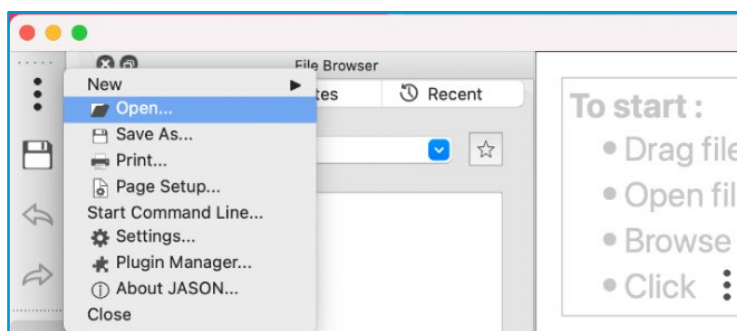 File Browser
New
Open...
Save As...
Print...
Page Setup...
Start Command Line...
Settings...
Plugin Manager...
About JASON...
Close
Recent
To start :
Drag file
Open fil
Browse
Click